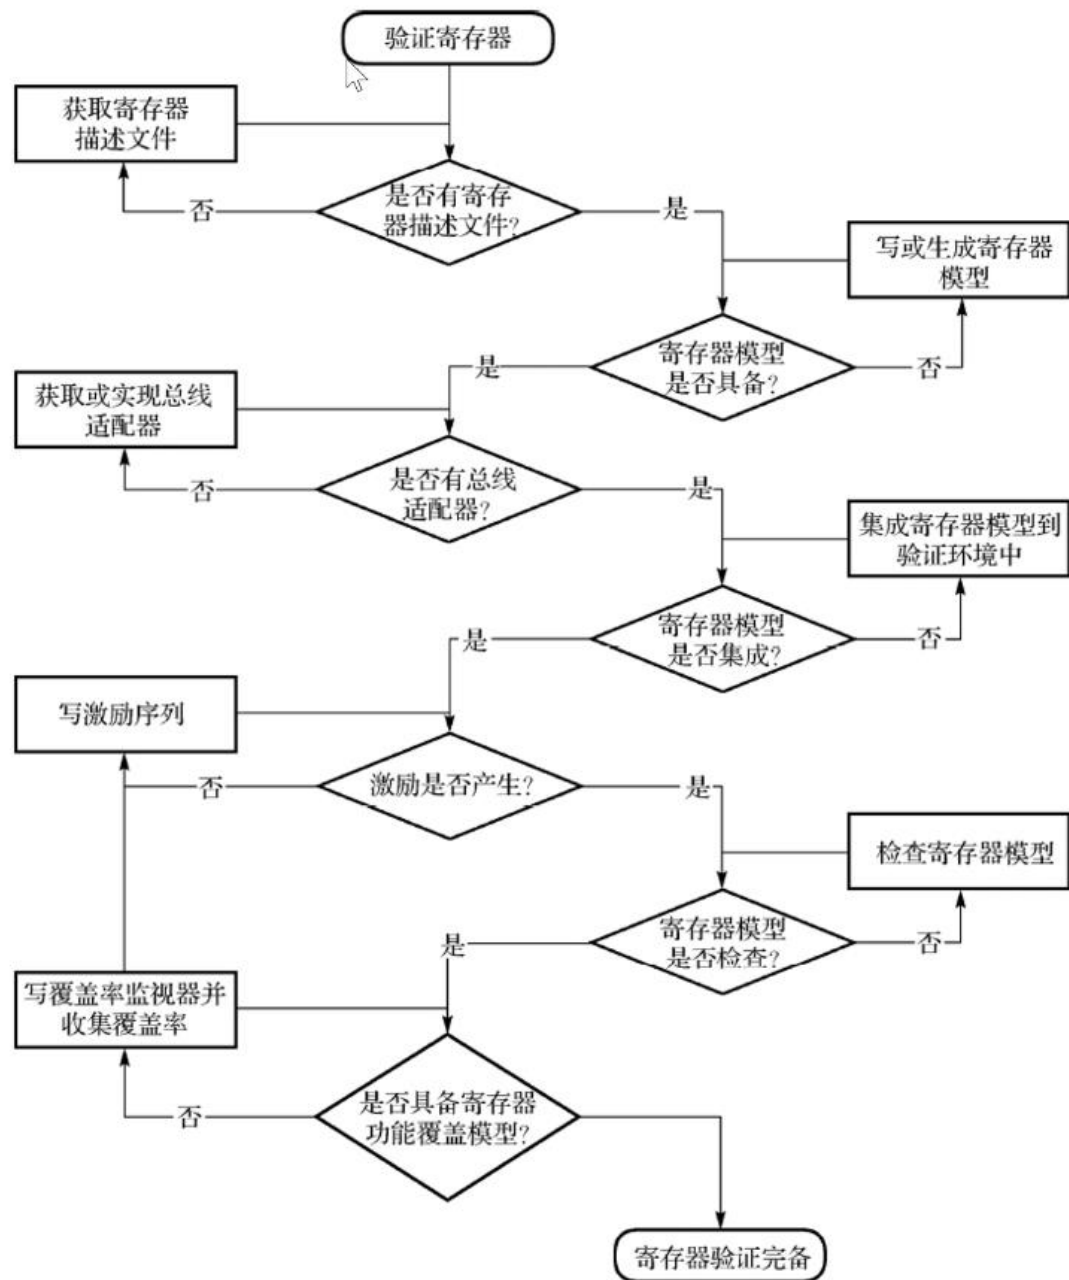 验证寄存器
获取寄存器
描述文件
是否有寄存
器描述文件?
否
是
写或生成寄存器
模型
寄存器模型
是否具备?
是
否
获取或实现总线
适配器
是否有总线
适配器?
否
是
集成寄存器模型到
验证环境中
寄存器模型
是否集成?
是
否
写激励序列
激励是否产生?
否
是
检查寄存器模型
寄存器模型
是否检查?
是
否
写覆盖率监视器并
收集覆盖率
是否具备寄存器
功能覆盖模型?
否
寄存器验证完备